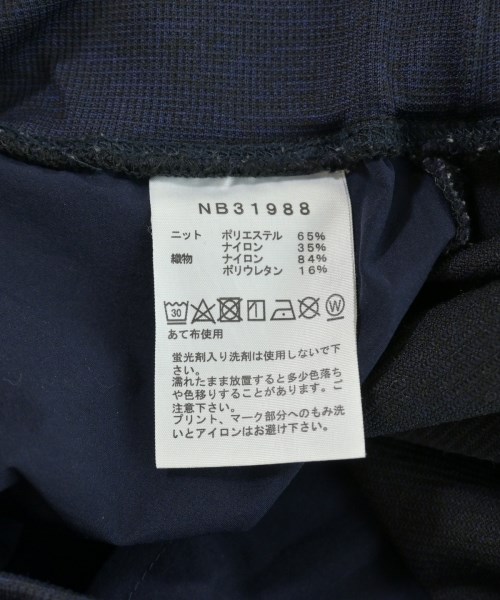 NB31988
ニット ポリエステル 65%
ナイロン 35%
織物 ナイロン 84%
ポリウレタン 16%
30 W
あて布使用
蛍光剤入り洗剤は使用しないで下
さい。
濡れたまま放置すると多少色落ち
や色移りすることがあります。ご
注意下さい。
プリント、マーク部分へのもみ洗
いとアイロンはお避け下さい。